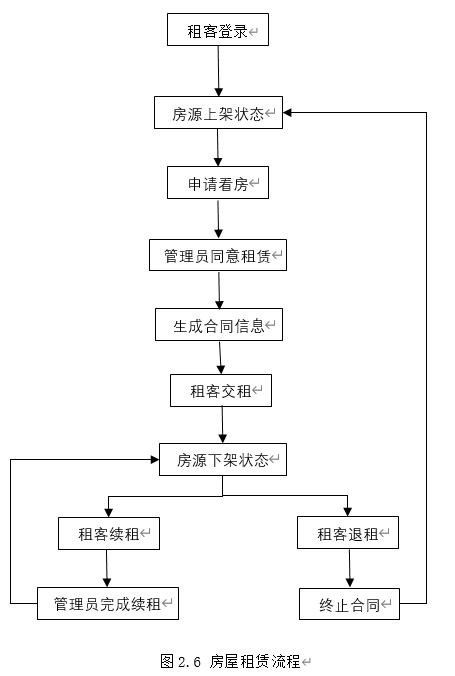 租客登录
房源上架状态
申请看房
管理员同意租赁
生成合同信息
租客交租
房源下架状态
租客续租
租客退租
管理员完成续租
终止合同
图 2.6 房屋租赁流程